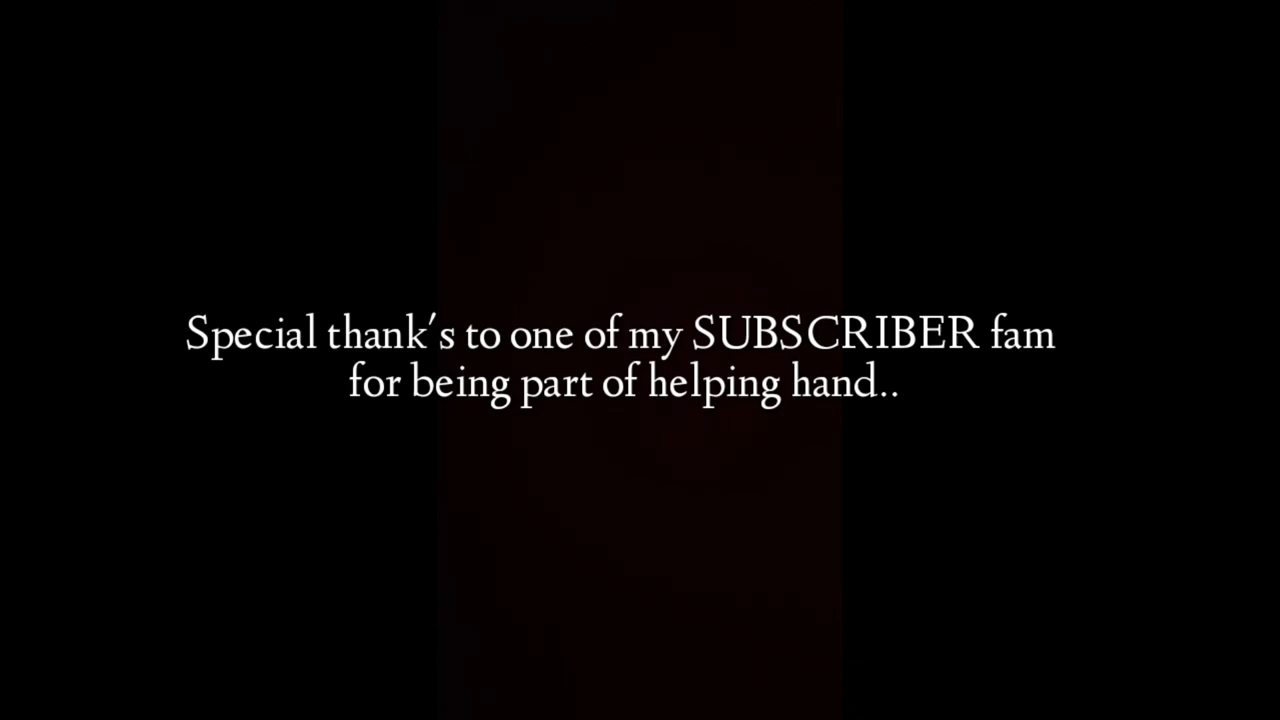 Special thank's to one of my SUBSCRIBER fam
for being part of helping hand..